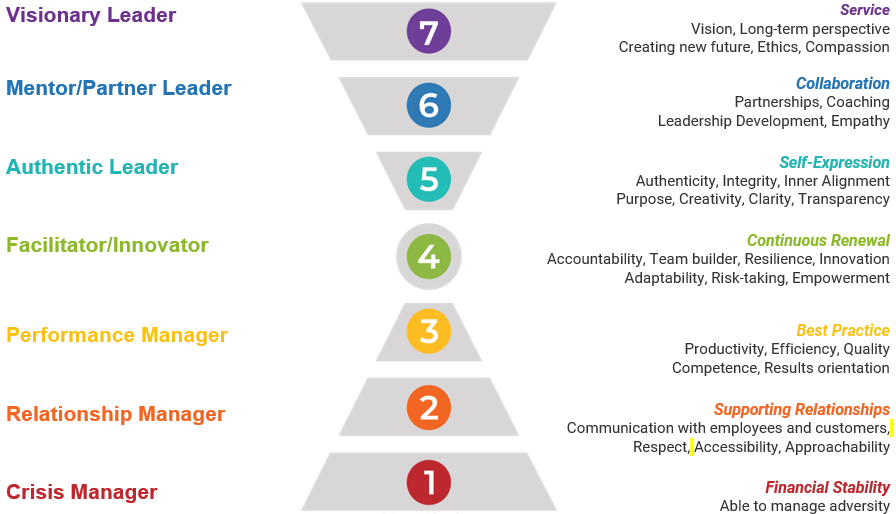 Visionary Leader
7
Service
Vision, Long-term perspective
Creating new future, Ethics, Compassion
Mentor/Partner Leader
6
Collaboration
Partnerships, Coaching
Leadership Development, Empathy
Authentic Leader
5
Self-Expression
Authenticity, Integrity, Inner Alignment
Purpose, Creativity, Clarity, Transparency
Facilitator/Innovator
4
Continuous Renewal
Accountability, Team builder, Resilience, Innovation
Adaptability, Risk-taking, Empowerment
Performance Manager
3
Best Practice
Productivity, Efficiency, Quality
Competence, Results orientation
Relationship Manager
2
Supporting Relationships
Communication with employees and customers,
Respect, Accessibility, Approachability
Crisis Manager
1
Financial Stability
Able to manage adversity